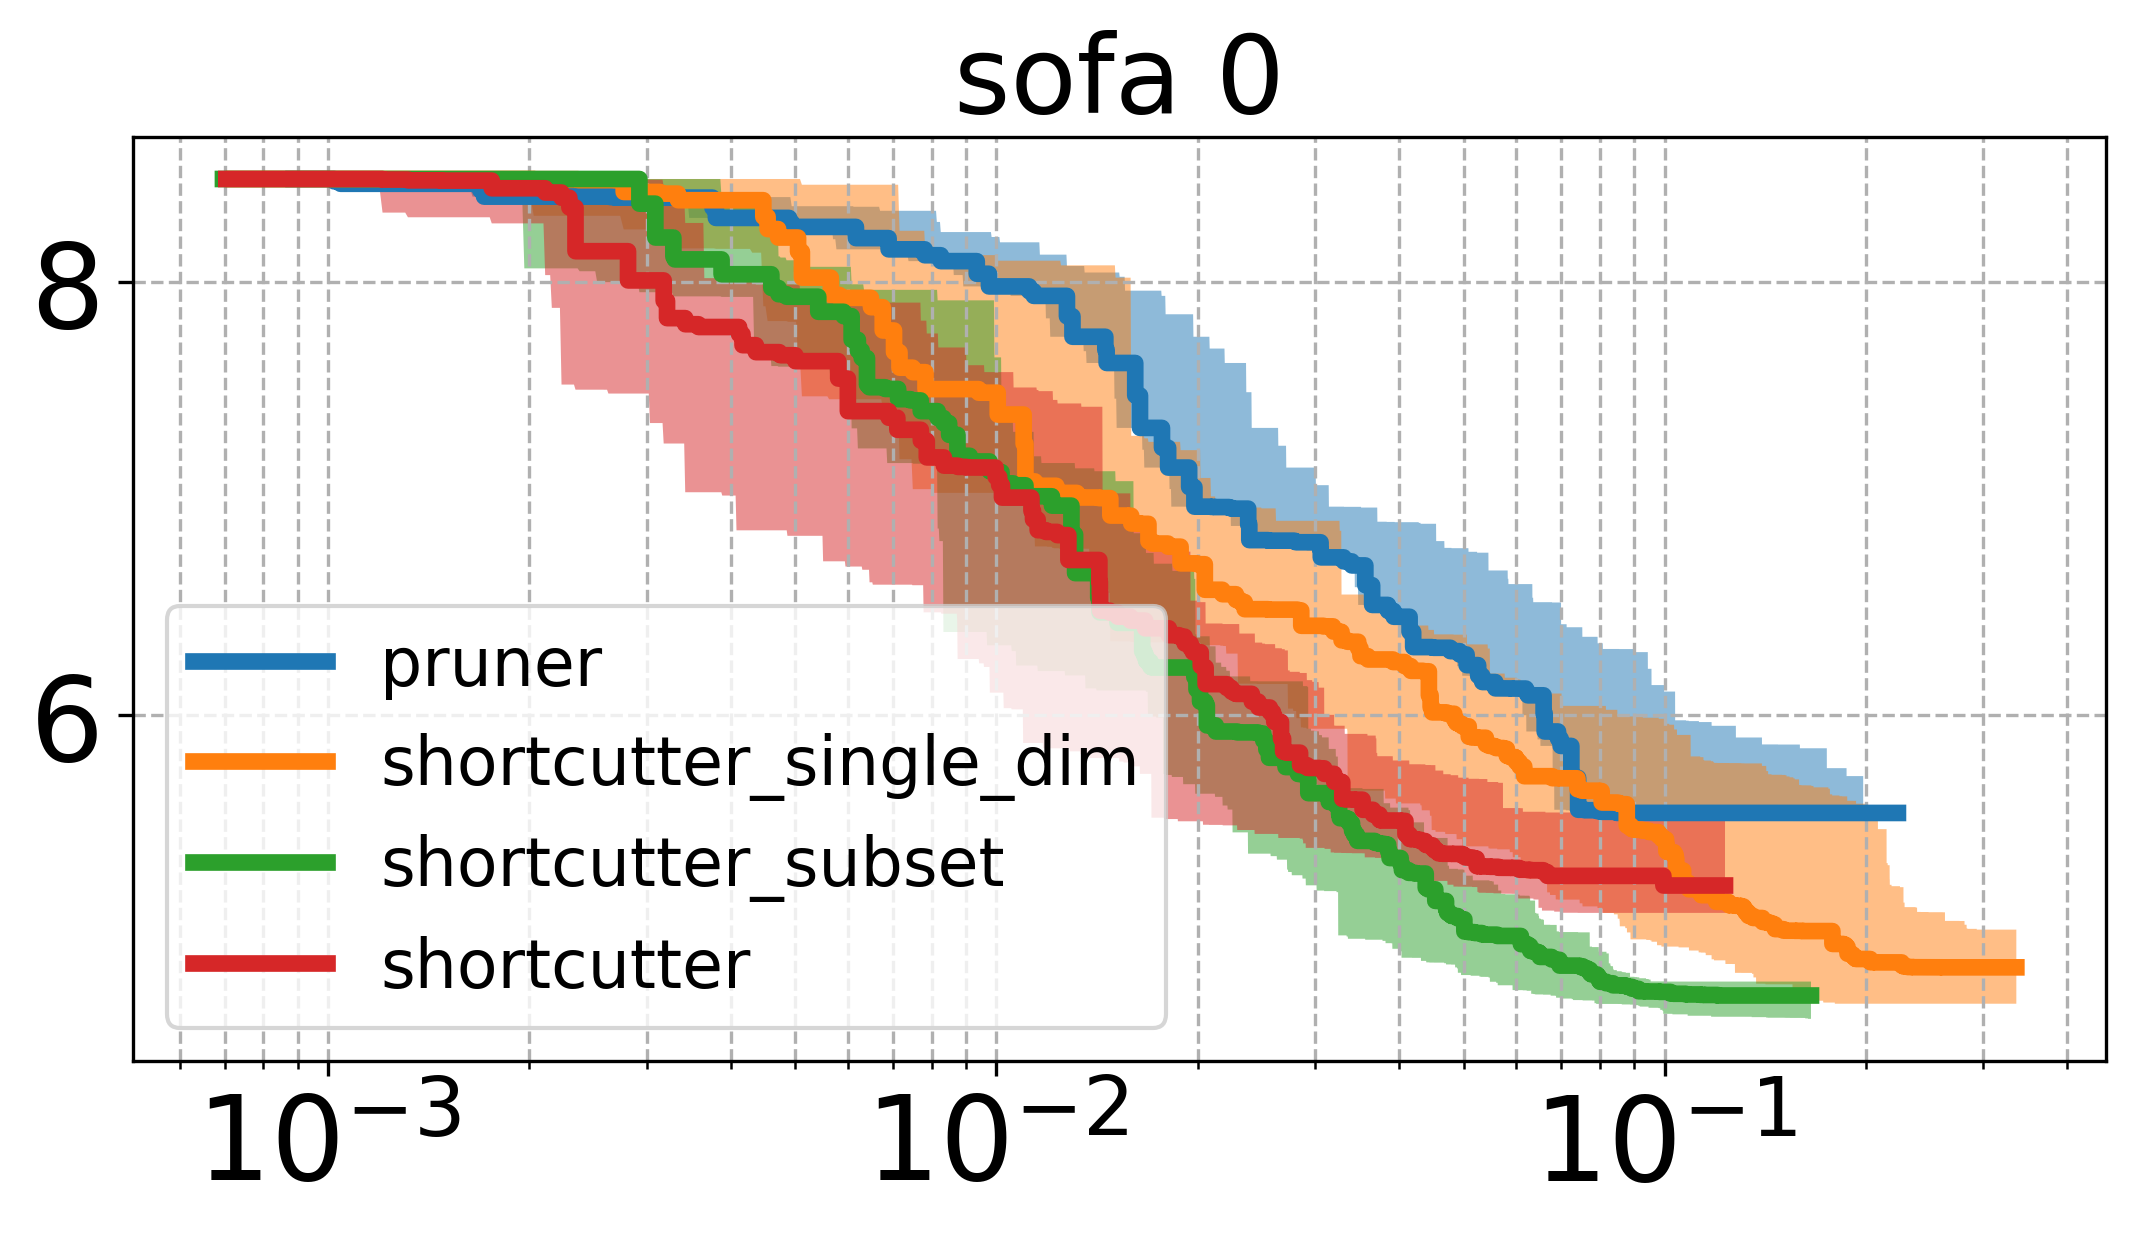 sofa 0
8
6
pruner
shortcutter_single_dim
shortcutter_subset
shortcutter
10⁻³ 10⁻² 10⁻¹